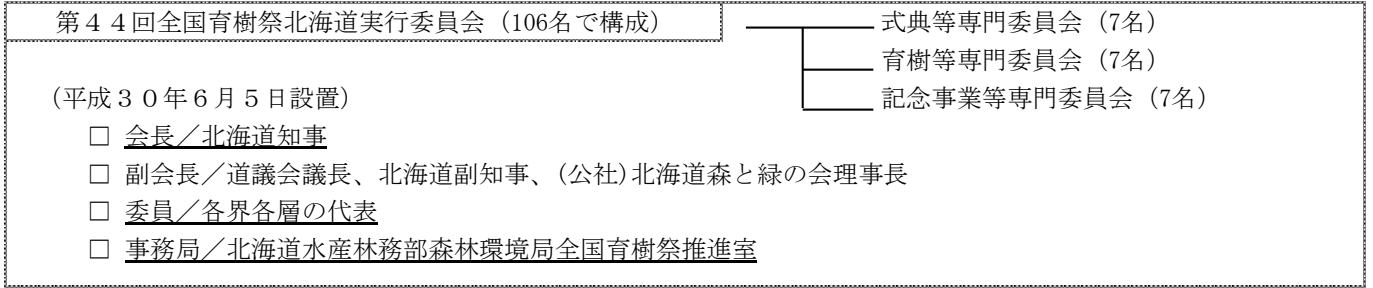 第４４回全国育樹祭北海道実行委員会（106名で構成）
式典等専門委員会（7名）
育樹等専門委員会（7名）
（平成３０年６月５日設置）
記念事業等専門委員会（7名）
□ 会長／北海道知事
□ 副会長／道議会議長、北海道副知事、(公社)北海道森と緑の会理事長
□ 委員／各界各層の代表
□ 事務局／北海道水産林務部森林環境局全国育樹祭推進室